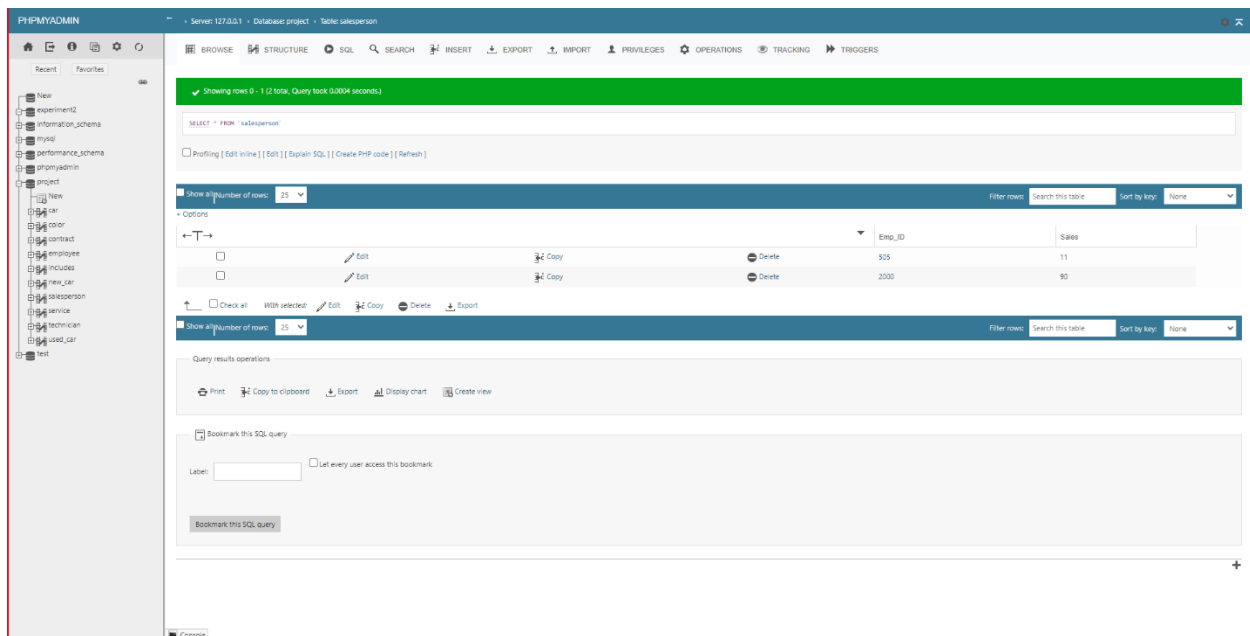 PHPMYADMIN
Server: 127.0.0.1 Database: project Table: salesperson
BROWSE STRUCTURE SQL SEARCH INSERT EXPORT IMPORT PRIVILEGES OPERATIONS TRACKING TRIGGERS
Recent Favorites
New
experiment2
information_schema
mysql
performance_schema
phpmyadmin
project
New
car
color
contract
employee
includes
new_car
salesperson
service
technician
used_car
test
Showing rows 0 - 1 (2 total, Query took 0.0004 seconds.)
SELECT * FROM `salesperson`
Profiling [ Edit inline ] [ Edit ] [ Explain SQL ] [ Create PHP code ] [ Refresh ]
Show all Number of rows: 25 Filter rows: Search this table Sort by key: None
+ Options
←T→ Emp_ID Sales
Edit Copy Delete 505 11
Edit Copy Delete 2000 90
Check all With selected: Edit Copy Delete Export
Show all Number of rows: 25 Filter rows: Search this table Sort by key: None
Query results operations
Print Copy to clipboard Export Display chart Create view
Bookmark this SQL query
Label: Let every user access this bookmark
Bookmark this SQL query
Console